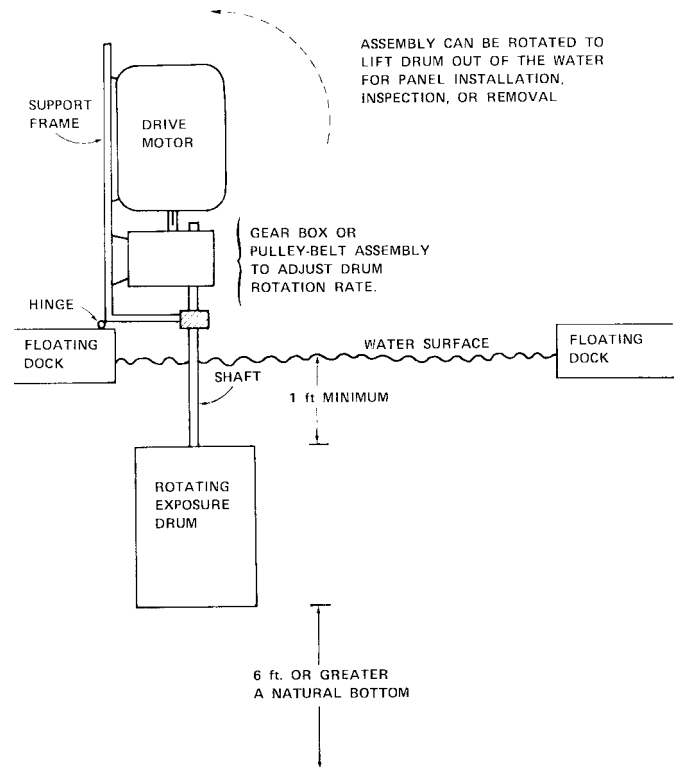 ASSEMBLY CAN BE ROTATED TO
LIFT DRUM OUT OF THE WATER
FOR PANEL INSTALLATION,
INSPECTION, OR REMOVAL
SUPPORT
FRAME
DRIVE
MOTOR
GEAR BOX OR
PULLEY-BELT ASSEMBLY
TO ADJUST DRUM
ROTATION RATE.
HINGE
FLOATING
DOCK
WATER SURFACE
FLOATING
DOCK
SHAFT
1 ft MINIMUM
ROTATING
EXPOSURE
DRUM
6 ft. OR GREATER
A NATURAL BOTTOM